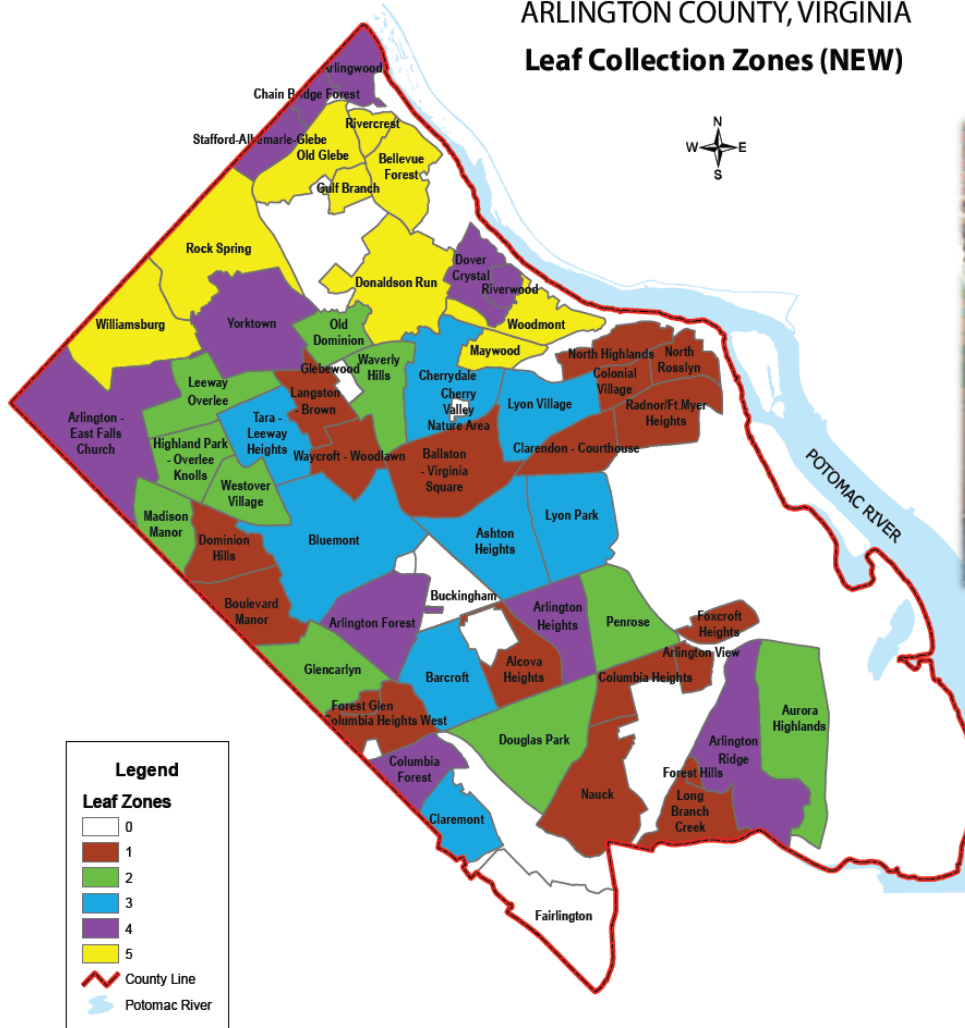 ARLINGTON COUNTY, VIRGINIA
Leaf Collection Zones (NEW)
N
W
E
S
Arlingwood
Chain Bridge Forest
Rivercrest
Stafford-Albemarle-Glebe
Old Glebe
Bellevue
Forest
Gulf Branch
Rock Spring
Dover
Crystal
Donaldson Run
Riverwood
Williamsburg
Yorktown
Old
Dominion
Woodmont
Maywood
Glebewood
Waverly
Hills
Cherrydale
North Highlands
North
Rosslyn
Leeway
Overlee
Langston
- Brown
Cherry
Valley
Nature Area
Lyon Village
Colonial
Village
Radnor/Ft.Myer
Heights
Arlington -
East Falls
Church
Tara -
Leeway
Heights
Highland Park
- Overlee
Knolls
Waycroft - Woodlawn
Ballston
- Virginia
Square
Clarendon - Courthouse
POTOMAC RIVER
Westover
Village
Madison
Manor
Dominion
Hills
Bluemont
Ashton
Heights
Lyon Park
Buckingham
Boulevard
Manor
Arlington Forest
Arlington
Heights
Penrose
Foxcroft
Heights
Arlington View
Glencarlyn
Barcroft
Alcova
Heights
Columbia Heights
Forest Glen
Columbia Heights West
Aurora
Highlands
Douglas Park
Arlington
Ridge
Columbia
Forest
Forest Hills
Nauck
Long
Branch
Creek
Claremont
Fairlington
Legend
Leaf Zones
0
1
2
3
4
5
County Line
Potomac River